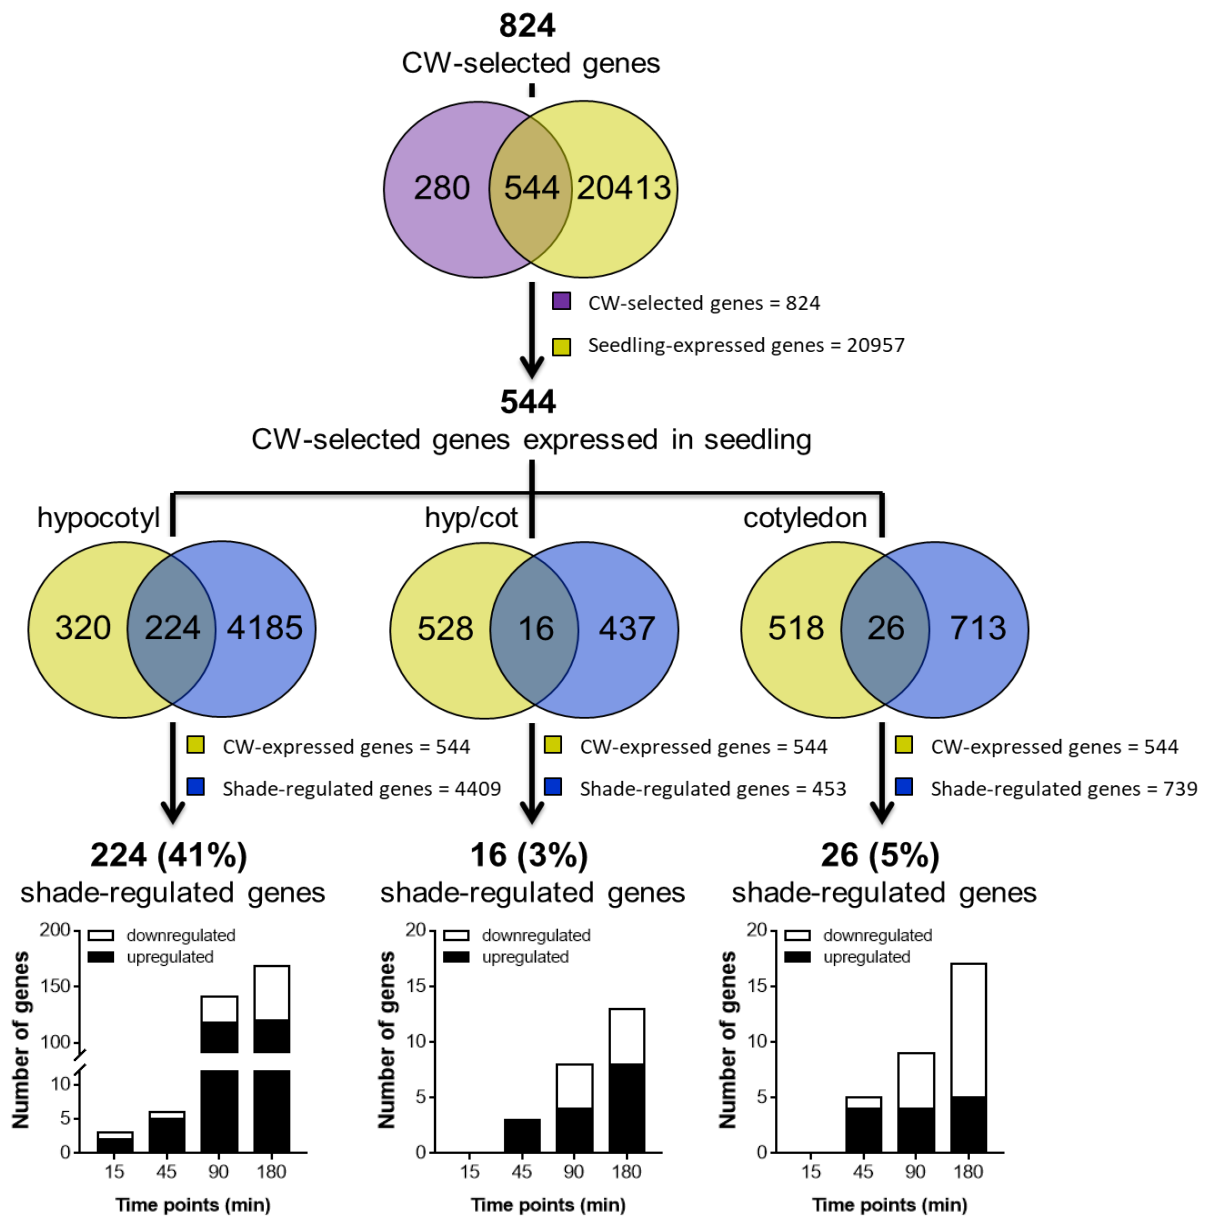 824
CW-selected genes
280 544 20413
CW-selected genes = 824
Seedling-expressed genes = 20957
544
CW-selected genes expressed in seedling
hypocotyl
320 224 4185
CW-expressed genes = 544
Shade-regulated genes = 4409
224 (41%)
shade-regulated genes
hyp/cot
528 16 437
CW-expressed genes = 544
Shade-regulated genes = 453
16 (3%)
shade-regulated genes
cotyledon
518 26 713
CW-expressed genes = 544
Shade-regulated genes = 739
26 (5%)
shade-regulated genes
Number of genes
200
150
100
10
5
0
downregulated
upregulated
15 45 90 180
Time points (min)
Number of genes
20
15
10
5
0
downregulated
upregulated
15 45 90 180
Time points (min)
Number of genes
20
15
10
5
0
downregulated
upregulated
15 45 90 180
Time points (min)